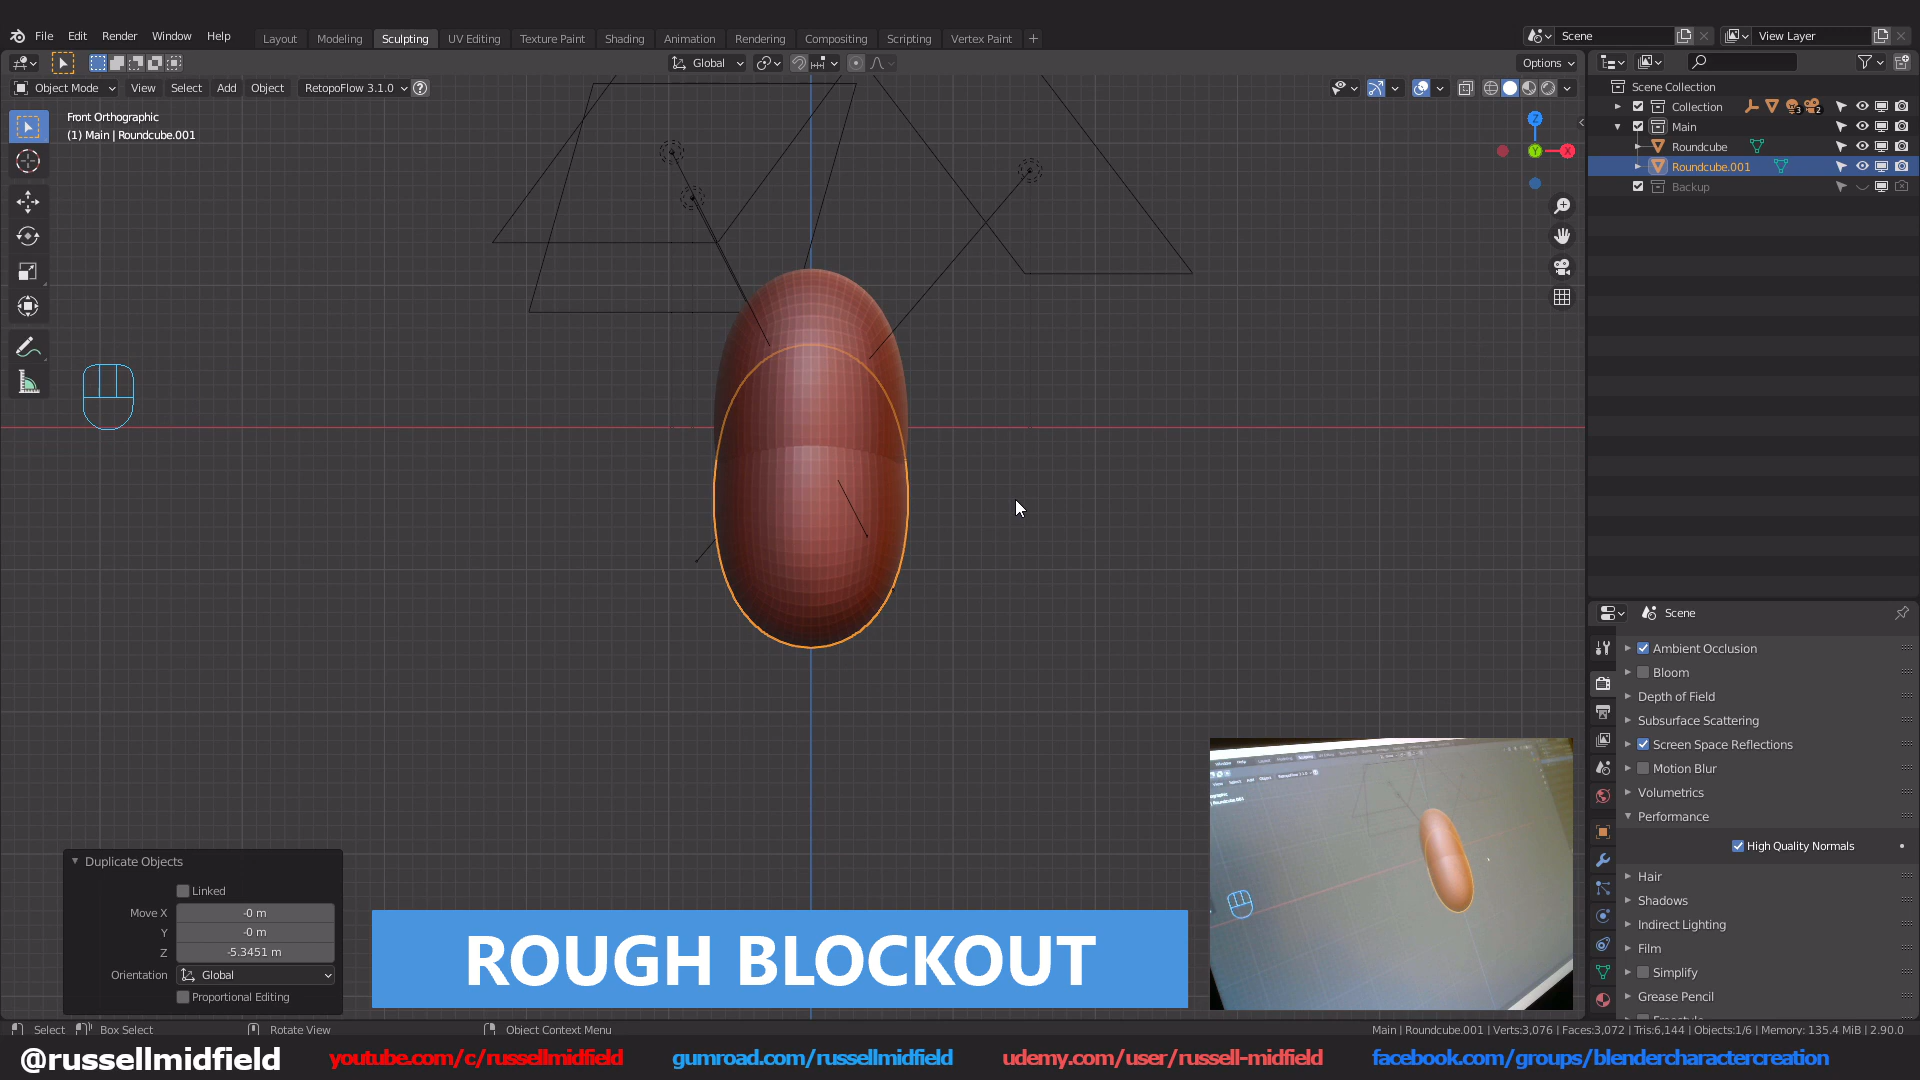 File Edit Render Window Help
Layout Modeling Sculpting UV Editing Texture Paint Shading Animation Rendering Compositing Scripting Vertex Paint +
Scene
View Layer
Global
Options
Object Mode View Select Add Object RetopoFlow 3.1.0 ?
Front Orthographic
(1) Main | Roundcube.001
Z
Y
X
Scene Collection
Collection 3 2
Main
Roundcube
Roundcube.001
Backup
Scene
Ambient Occlusion
Bloom
Depth of Field
Subsurface Scattering
Screen Space Reflections
Motion Blur
Volumetrics
Performance
High Quality Normals
Hair
Shadows
Indirect Lighting
Film
Simplify
Grease Pencil
Duplicate Objects
Linked
Move X -0 m
Y -0 m
Z -5.3451 m
Orientation Global
Proportional Editing
ROUGH BLOCKOUT
Select Box Select Rotate View Object Context Menu
Main | Roundcube.001 | Verts:3,076 | Faces:3,072 | Tris:6,144 | Objects:1/6 | Memory: 135.4 MiB | 2.90.0
@russellmidfield youtube.com/c/russellmidfield gumroad.com/russellmidfield udemy.com/user/russell-midfield facebook.com/groups/blendercharactercreation